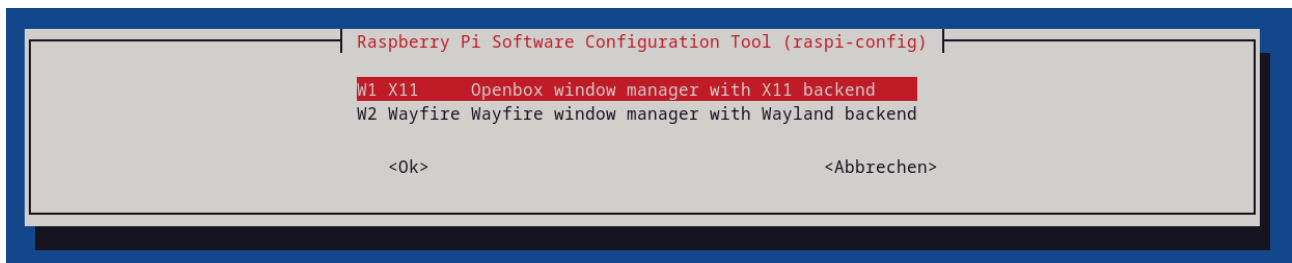 Raspberry Pi Software Configuration Tool (raspi-config)
W1 X11 Openbox window manager with X11 backend
W2 Wayfire Wayfire window manager with Wayland backend
<Ok> <Abbrechen>